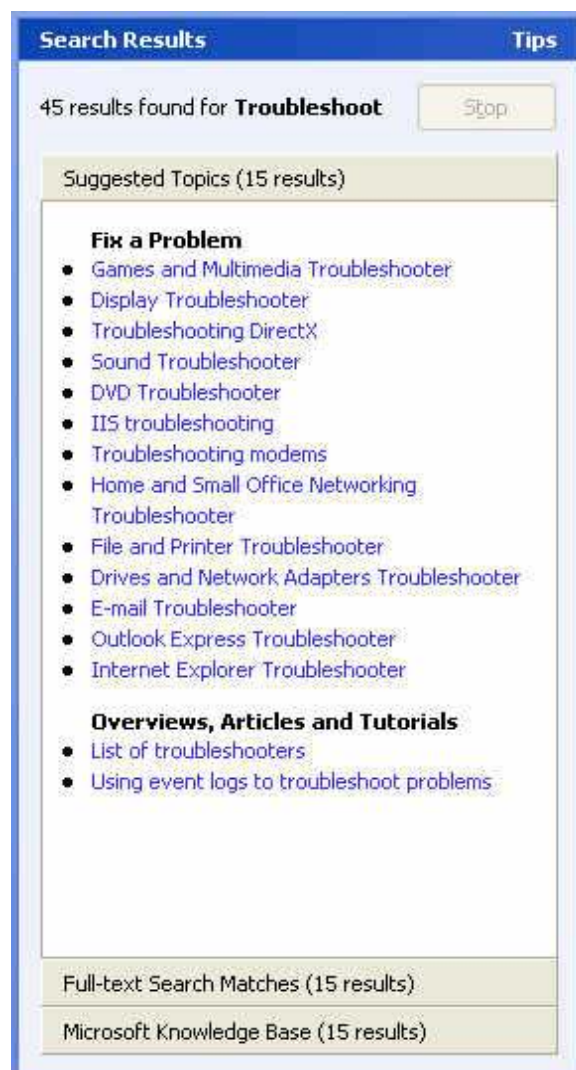 Search Results Tips
45 results found for Troubleshoot Stop
Suggested Topics (15 results)
Fix a Problem
Games and Multimedia Troubleshooter
Display Troubleshooter
Troubleshooting DirectX
Sound Troubleshooter
DVD Troubleshooter
IIS troubleshooting
Troubleshooting modems
Home and Small Office Networking
Troubleshooter
File and Printer Troubleshooter
Drives and Network Adapters Troubleshooter
E-mail Troubleshooter
Outlook Express Troubleshooter
Internet Explorer Troubleshooter
Overviews, Articles and Tutorials
List of troubleshooters
Using event logs to troubleshoot problems
Full-text Search Matches (15 results)
Microsoft Knowledge Base (15 results)